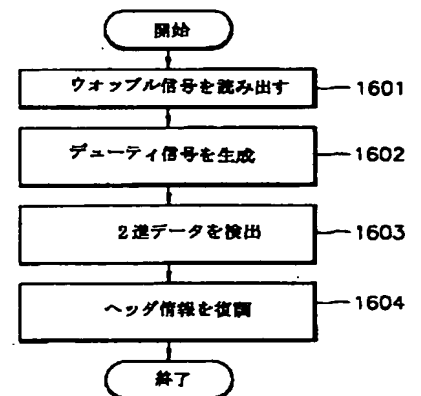 開始
ウォッブル信号を読み出す
1601
デューティ信号を生成
1602
2進データを検出
1603
ヘッダ情報を復調
1604
終了